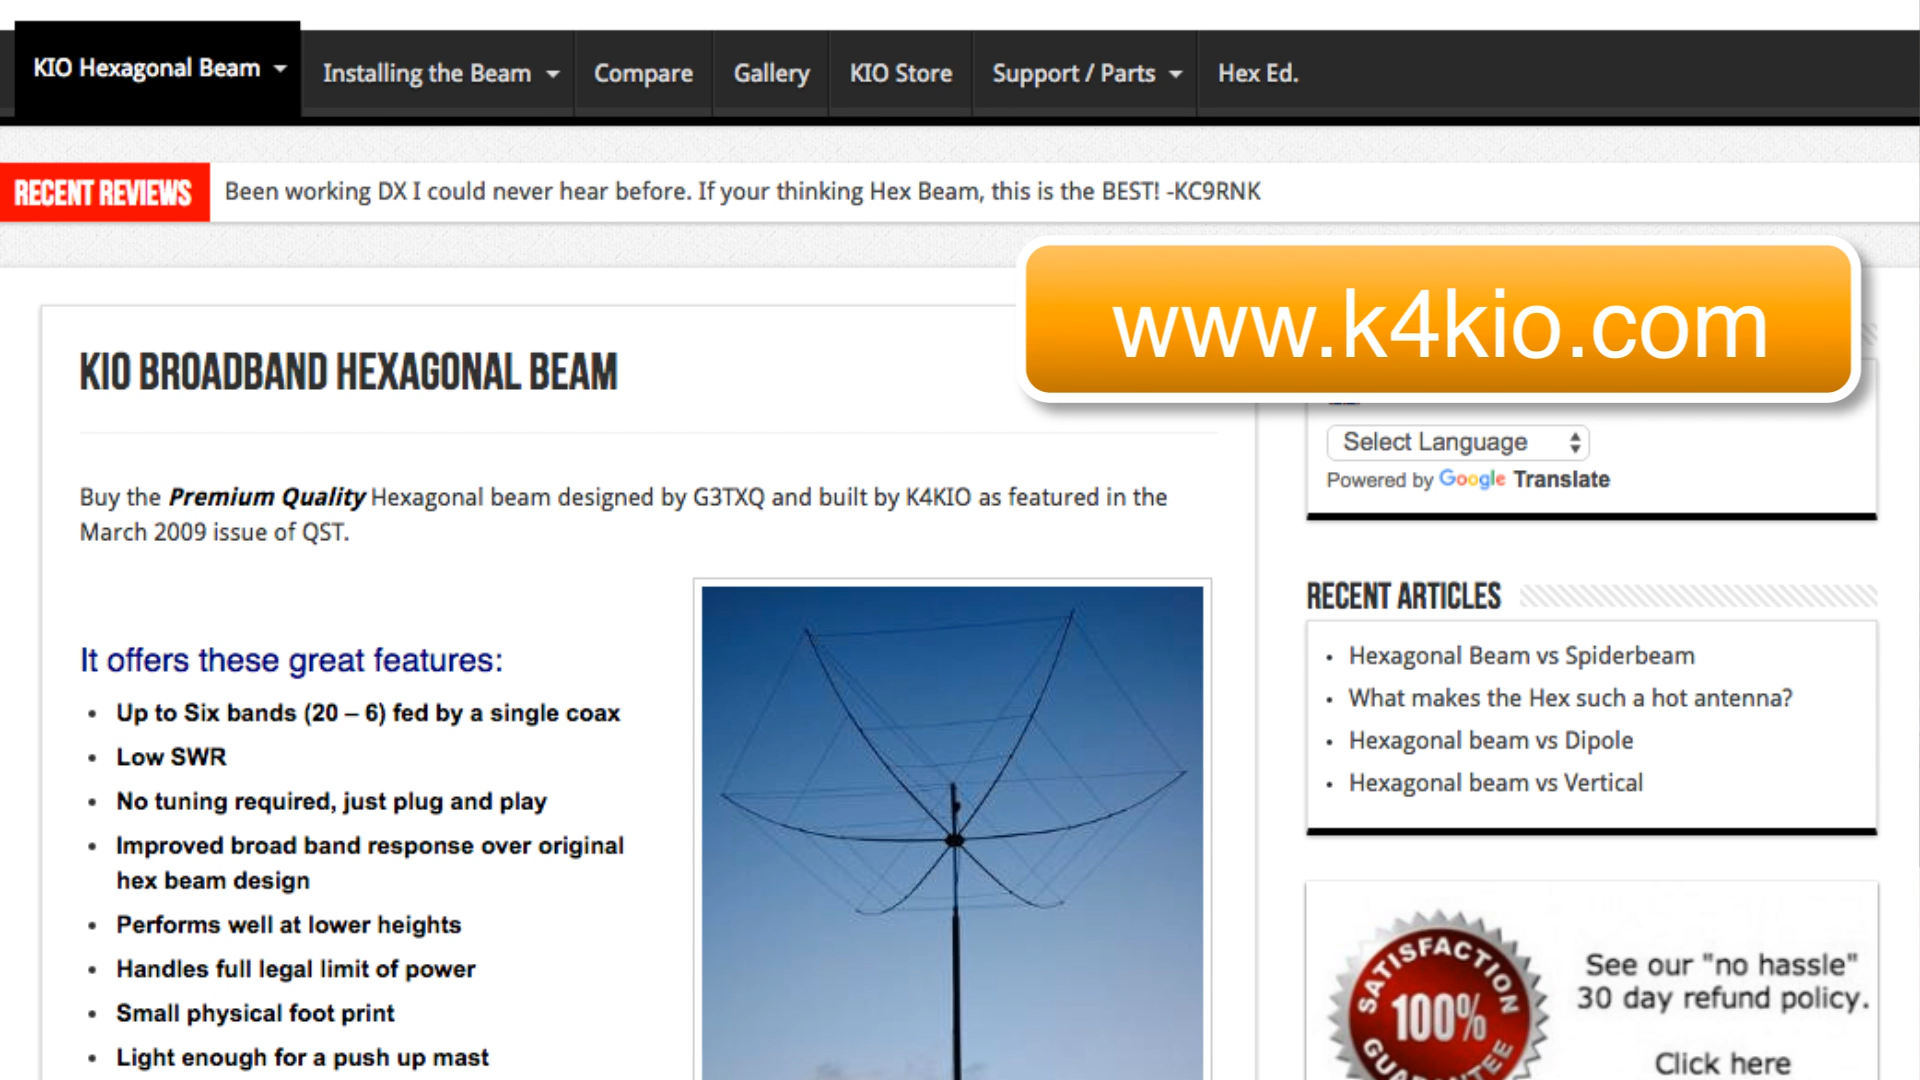 KIO Hexagonal Beam
Installing the Beam
Compare
Gallery
KIO Store
Support / Parts
Hex Ed.
RECENT REVIEWS
Been working DX I could never hear before. If your thinking Hex Beam, this is the BEST! -KC9RNK
www.k4kio.com
KIO BROADBAND HEXAGONAL BEAM
Buy the Premium Quality Hexagonal beam designed by G3TXQ and built by K4KIO as featured in the
March 2009 issue of QST.
It offers these great features:
• Up to Six bands (20 – 6) fed by a single coax
• Low SWR
• No tuning required, just plug and play
• Improved broad band response over original
hex beam design
• Performs well at lower heights
• Handles full legal limit of power
• Small physical foot print
• Light enough for a push up mast
Select Language
Powered by Google Translate
RECENT ARTICLES
• Hexagonal Beam vs Spiderbeam
• What makes the Hex such a hot antenna?
• Hexagonal beam vs Dipole
• Hexagonal beam vs Vertical
SATISFACTION
100%
GUARANTEE
See our "no hassle"
30 day refund policy.
Click here